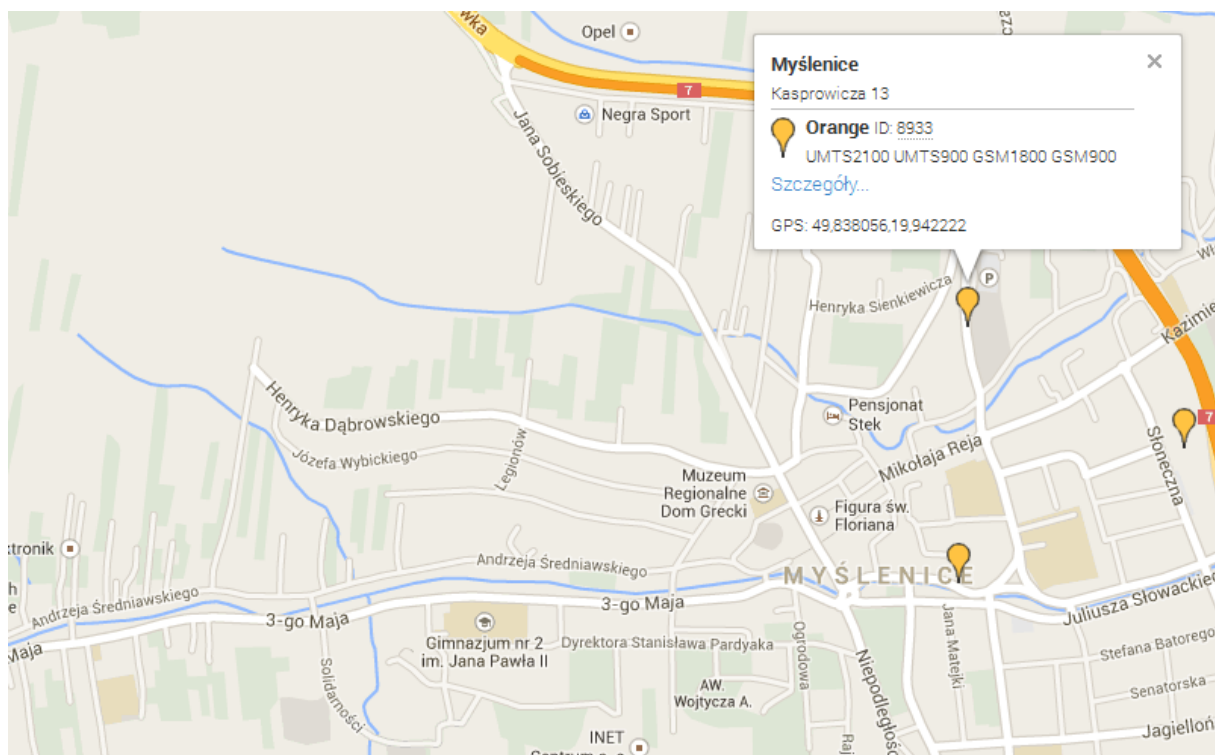 Opel
7
Negra Sport
Jana Sobieskiego
Myślenice
Kasprowicza 13
Orange ID: 8933
UMTS2100 UMTS900 GSM1800 GSM900
Szczegóły...
GPS: 49,838056,19,942222
Henryka Sienkiewicza
P
Henryka Dąbrowskiego
Józefa Wybickiego
Legionów
Pensjonat
Stek
Mikołaja Reja
7
Słoneczna
Muzeum
Regionalne
Dom Grecki
Figura św.
Floriana
Andrzeja Średniawskiego
MYŚLENICE
Andrzeja Średniawskiego
3-go Maja
3-go Maja
Maja
Gimnazjum nr 2
im. Jana Pawła II
Dyrektora Stanisława Pardyaka
Solidarności
AW.
Wojtycza A.
Ogrodowa
Niepodległości
Jana Matejki
Juliusza Słowackiego
Stefana Batorego
Senatorska
INET